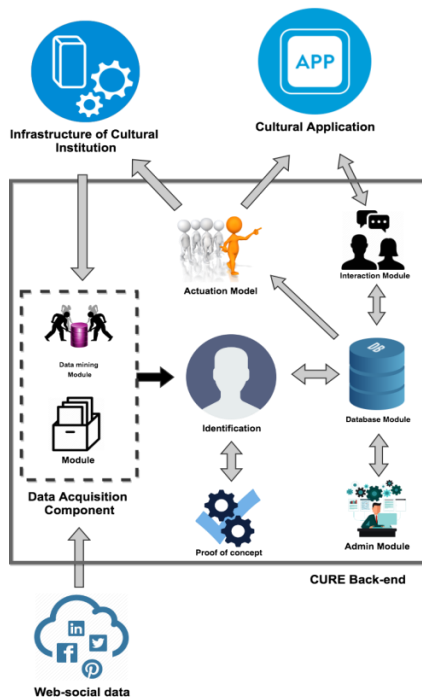 APP
Infrastructure of Cultural
Institution
Cultural Application
Actuation Model
Interaction Module
Data mining
Module
DB
Module
Identification
Database Module
Data Acquisition
Component
Proof of concept
Admin Module
CURE Back-end
in
f
Web-social data